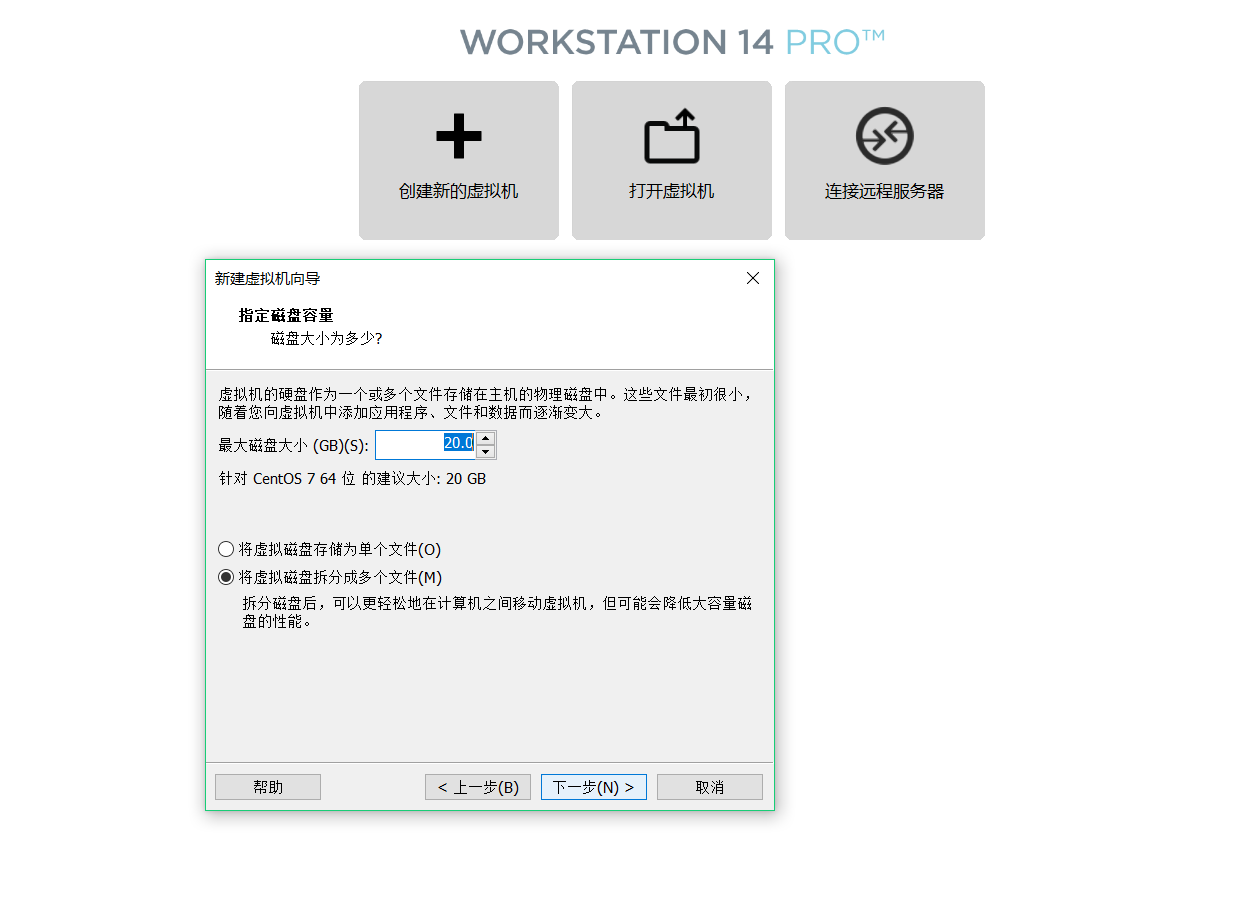 WORKSTATION 14 PRO™
创建新的虚拟机
打开虚拟机
连接远程服务器
新建虚拟机向导
指定磁盘容量
磁盘大小为多少?
虚拟机的硬盘作为一个或多个文件存储在主机的物理磁盘中。这些文件最初很小，
随着您向虚拟机中添加应用程序、文件和数据而逐渐变大。
最大磁盘大小 (GB)(S): 20.0
针对 CentOS 7 64 位 的建议大小: 20 GB
将虚拟磁盘存储为单个文件(O)
将虚拟磁盘拆分成多个文件(M)
拆分磁盘后，可以更轻松地在计算机之间移动虚拟机，但可能会降低大容量磁
盘的性能。
帮助
< 上一步(B)
下一步(N) >
取消